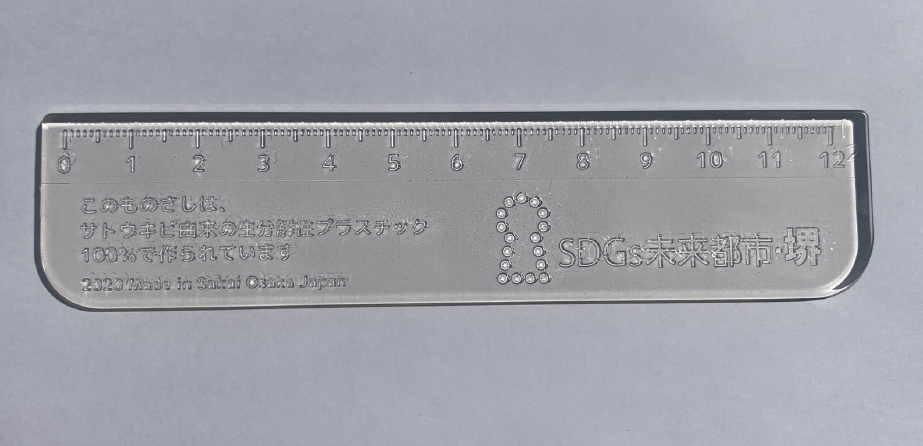 0 1 2 3 4 5 6 7 8 9 10 11 12
このものさしは、
サトウキビ由来の生分解性プラスチック
100%で作られています
2020 Made in Sakai Osaka Japan
SDGs未来都市・堺